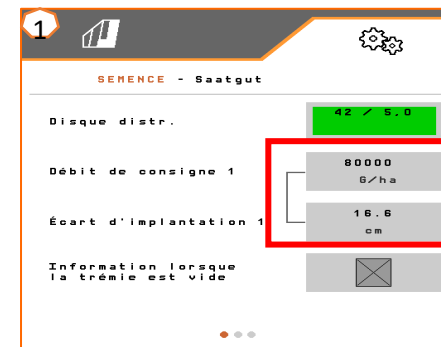 1
SEMENCE - Saatgut
Disque distr.
42 / 5,0
Débit de consigne 1
80000
G/ha
Écart d'implantation 1
16.6
cm
Information lorsque
la trémie est vide